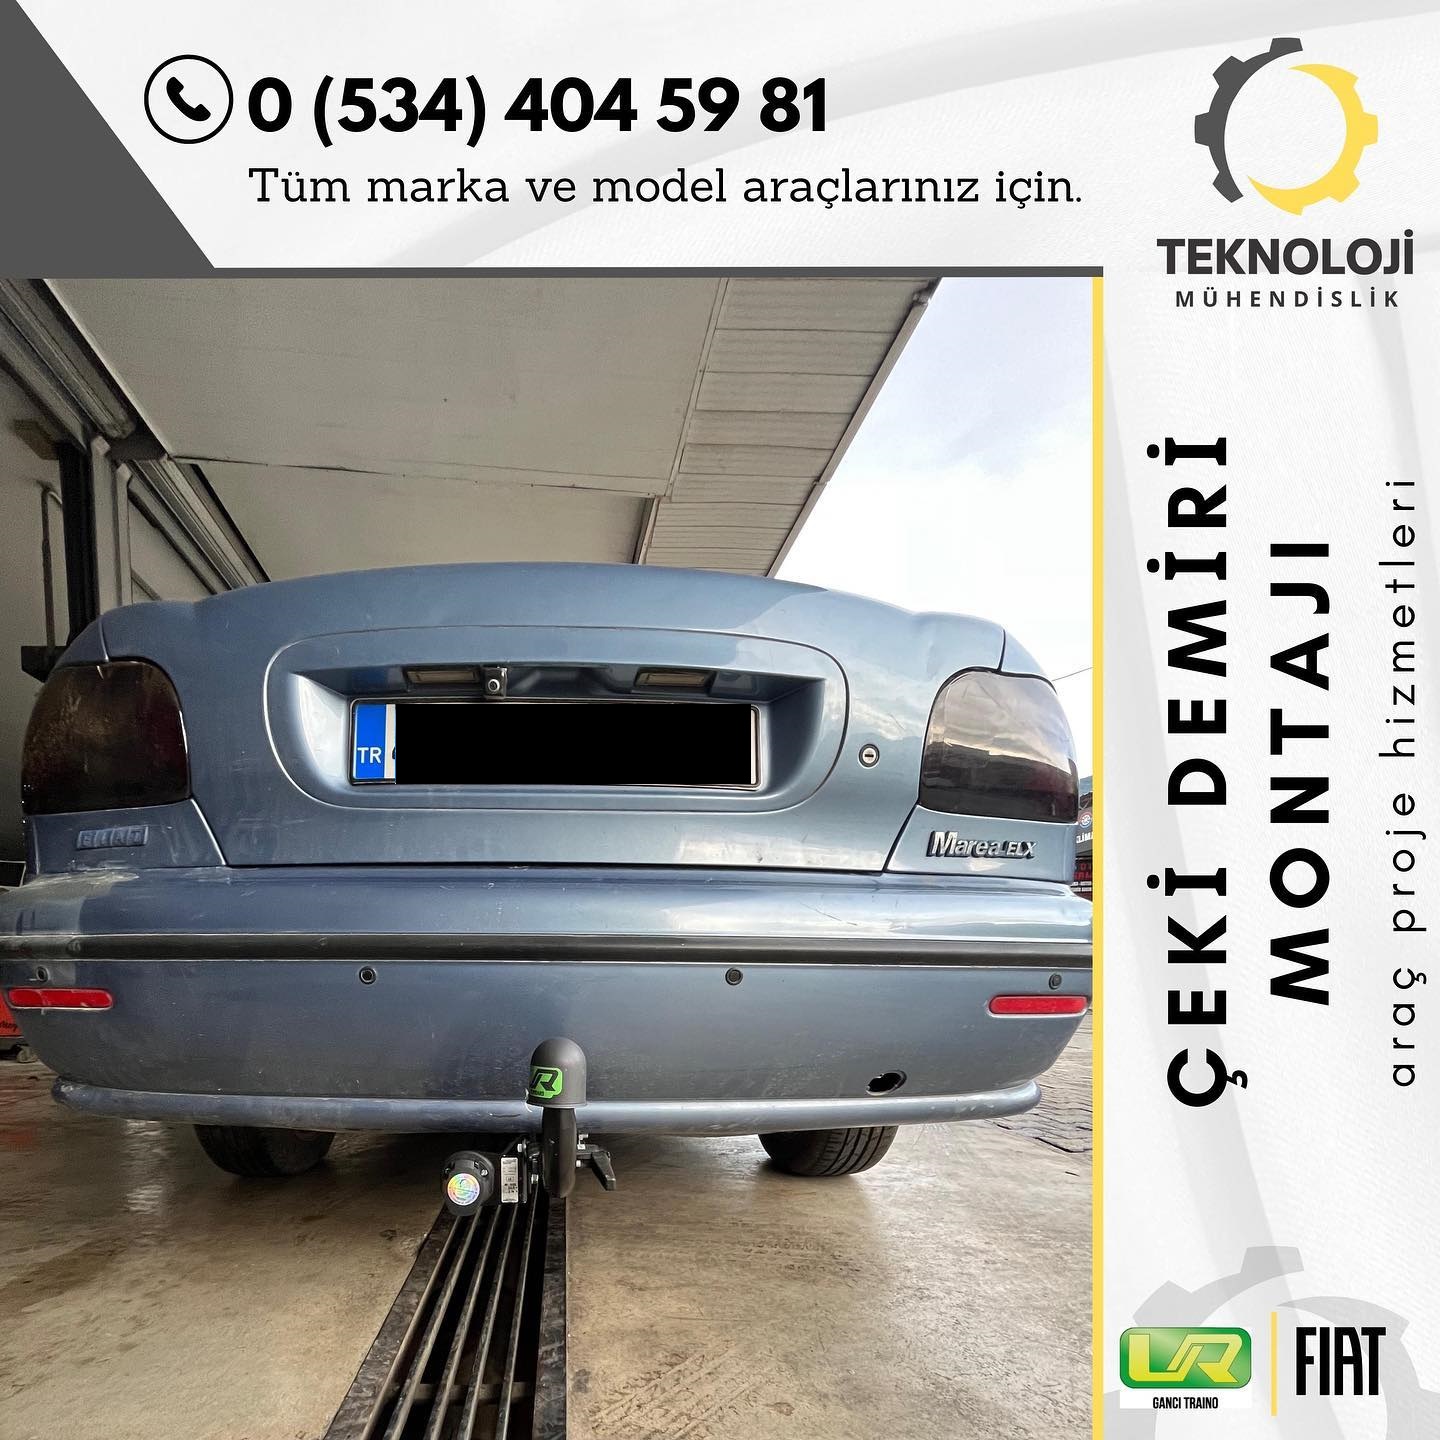 0 (534) 404 59 81
Tüm marka ve model araçlarınız için.
TEKNOLOJİ
MÜHENDİSLİK
ÇEKİ DEMİRİ
MONTAJI
araç proje hizmetleri
TR
FIAT
Marea ELX
UR
GANCI TRAINO
FIAT